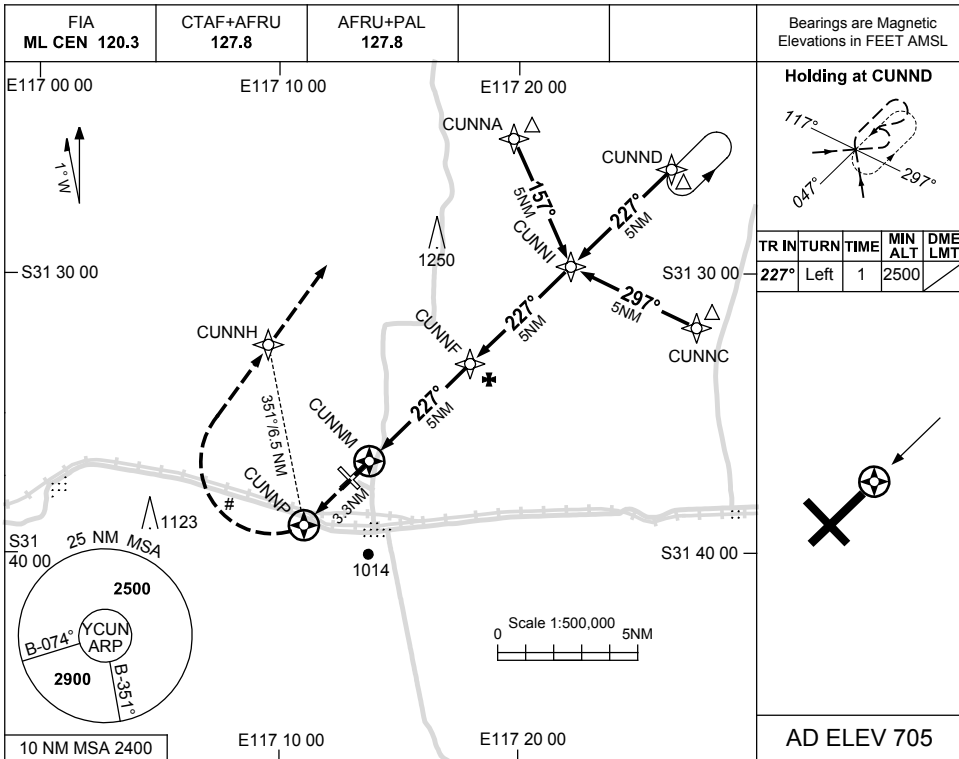 FIA
ML CEN 120.3
CTAF+AFRU
127.8
AFRU+PAL
127.8
Bearings are Magnetic
Elevations in FEET AMSL
E117 00 00
E117 10 00
E117 20 00
Holding at CUNND
117°
297°
047°
TR IN
TURN
TIME
MIN ALT
DME LMT
227°
Left
1
2500
1° W
CUNNA
CUNND
157°
5NM
227°
5NM
CUNNI
1250
S31 30 00
S31 30 00
297°
5NM
CUNNC
227°
5NM
CUNNF
CUNNH
351°/6.5 NM
227°
5NM
CUNNM
3.3NM
CUNNP
#
1123
1014
S31
40 00
S31 40 00
25 NM MSA
2500
YCUN
ARP
B-074°
2900
B-351°
Scale 1:500,000
0
5NM
10 NM MSA 2400
E117 10 00
E117 20 00
AD ELEV 705